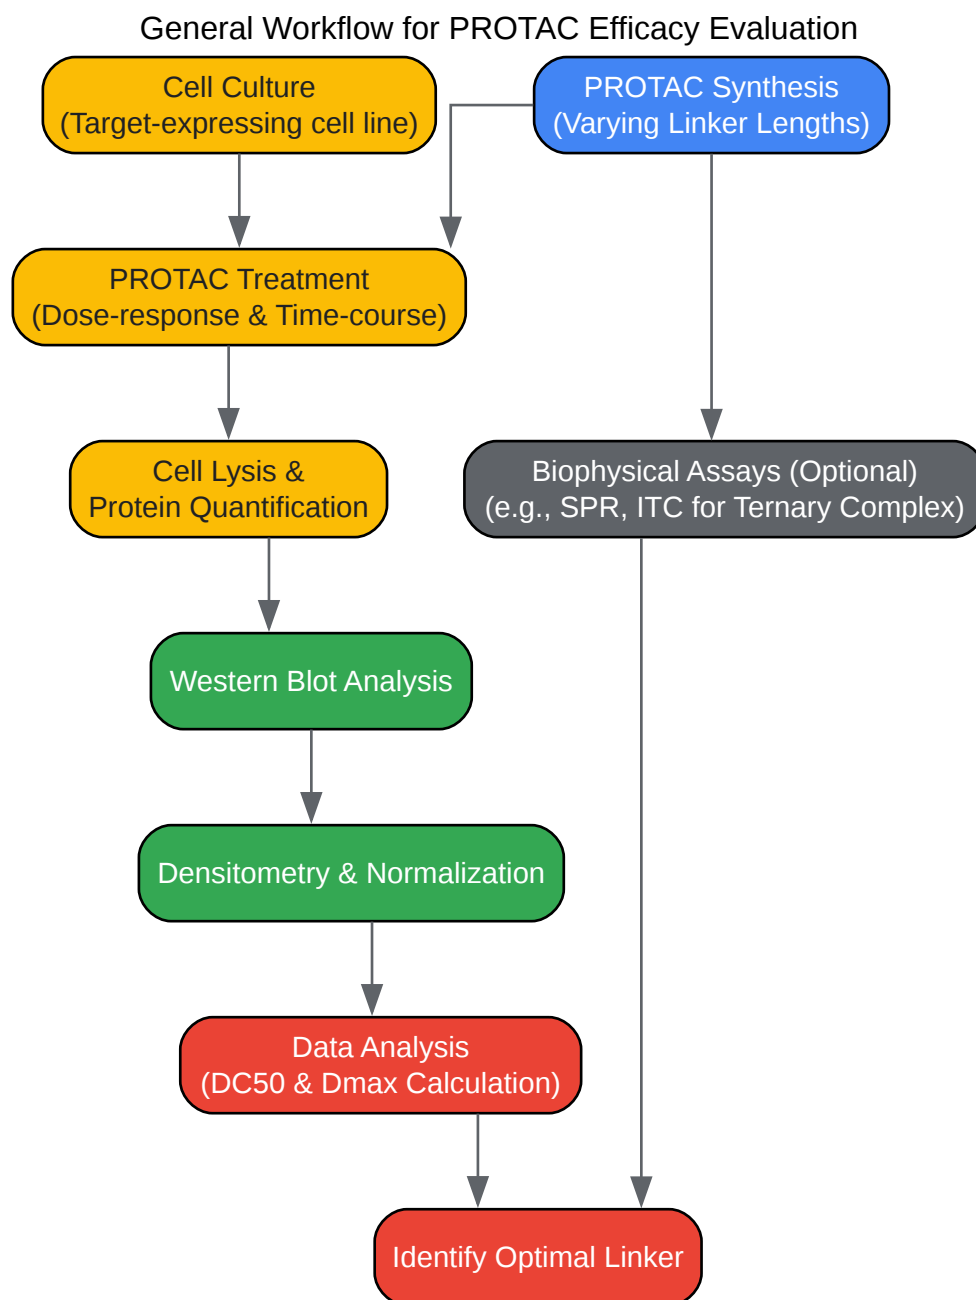 General Workflow for PROTAC Efficacy Evaluation
Cell Culture
(Target-expressing cell line)
PROTAC Synthesis
(Varying Linker Lengths)
PROTAC Treatment
(Dose-response & Time-course)
Cell Lysis &
Protein Quantification
Biophysical Assays (Optional)
(e.g., SPR, ITC for Ternary Complex)
Western Blot Analysis
Densitometry & Normalization
Data Analysis
(DC50 & Dmax Calculation)
Identify Optimal Linker